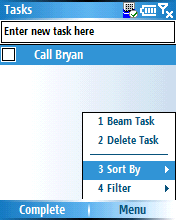 Tasks
Enter new task here
Call Bryan
1 Beam Task
2 Delete Task
3 Sort By
4 Filter
Complete
Menu